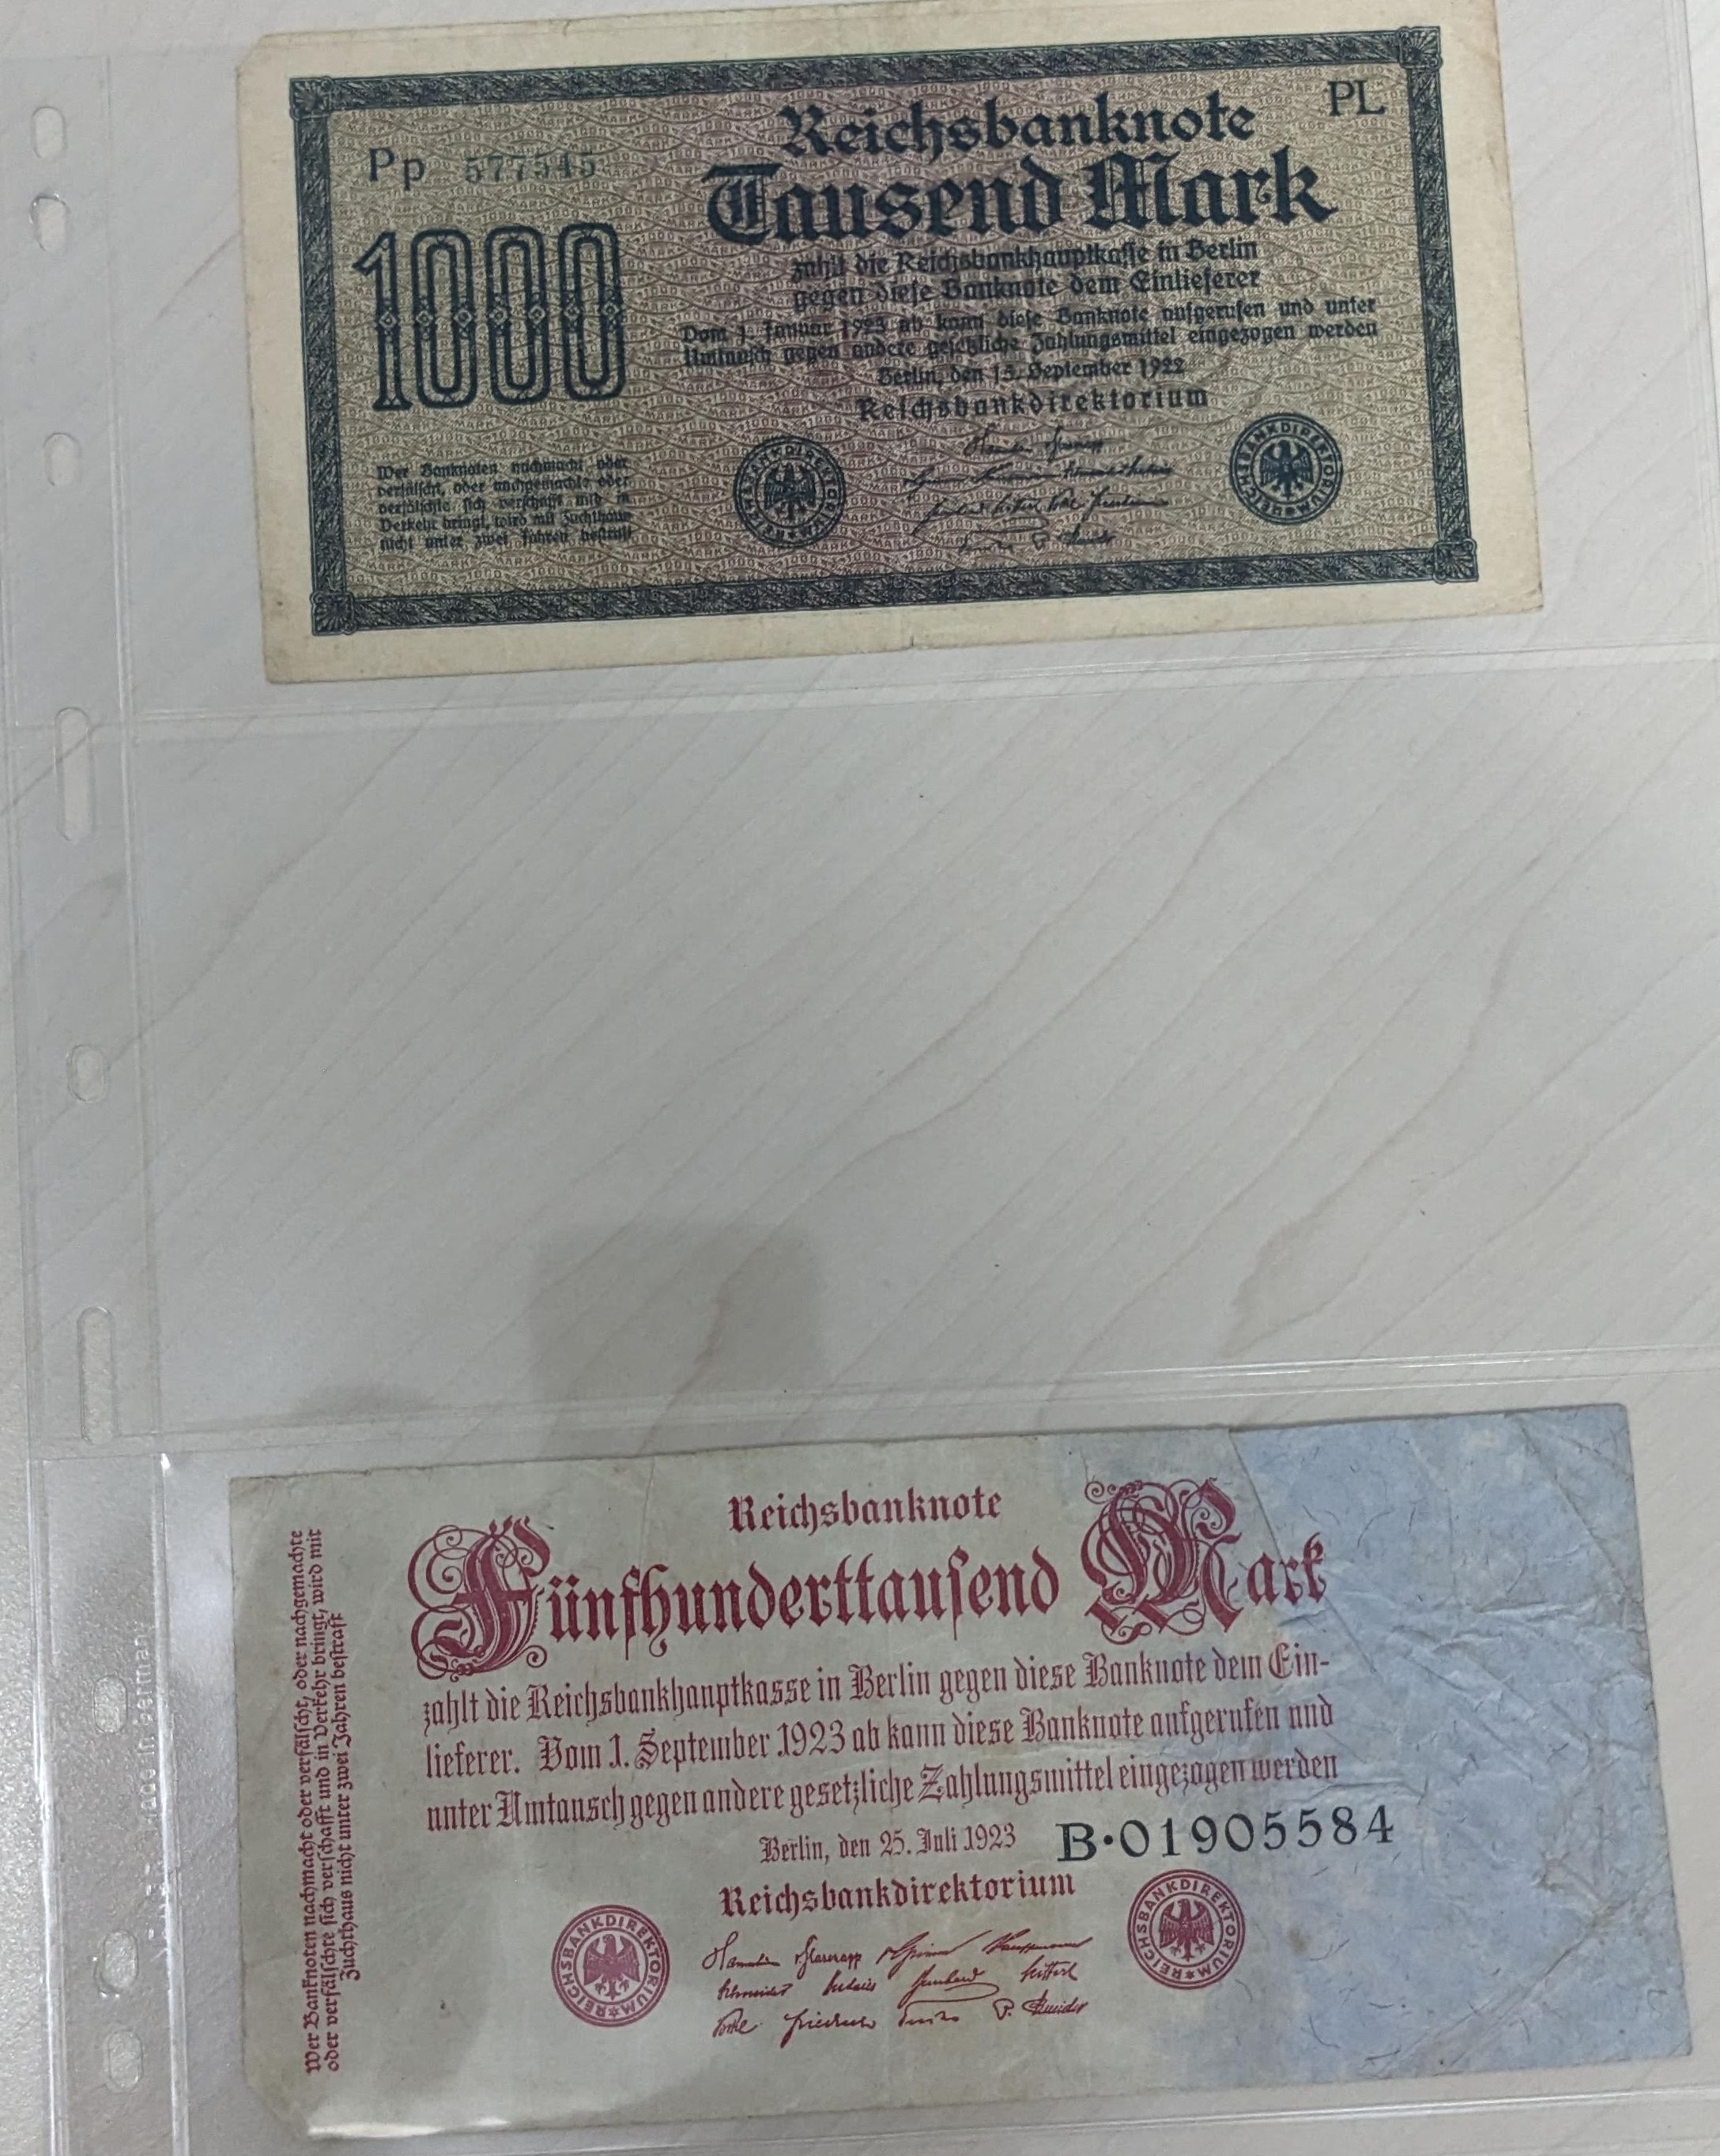 Reichsbanknote
PL
Pp 577545
Tausend Mark
1000
zahlt die Reichsbankhauptkasse in Berlin
gegen diese Banknote dem Einlieferer
Vom 1. Januar 1923 ab kann diese Banknote aufgerufen und unter
Umtausch gegen andere gesetzliche Zahlungsmittel eingezogen werden
Berlin, den 15. September 1922
Reichsbankdirektorium
Wer Banknoten nachmacht oder
verfälscht, oder nachgemachte oder
verfälschte sich verschafft und in
Verkehr bringt, wird mit Zuchthaus
nicht unter zwei Jahren bestraft
REICHSBANKDIREKTORIUM
REICHSBANKDIREKTORIUM
Reichsbanknote
Fünfhunderttausend Mark
zahlt die Reichsbankhauptkasse in Berlin gegen diese Banknote dem Ein-
lieferer. Vom 1. September 1923 ab kann diese Banknote aufgerufen und
unter Umtausch gegen andere gesetzliche Zahlungsmittel eingezogen werden
Berlin, den 25. Juli 1923
B·01905584
Reichsbankdirektorium
REICHSBANKDIREKTORIUM
REICHSBANKDIREKTORIUM
Wer Banknoten nachmacht oder verfälscht, oder nachgemachte
oder verfälschte sich verschafft und in Verkehr bringt, wird mit
Zuchthaus nicht unter zwei Jahren bestraft